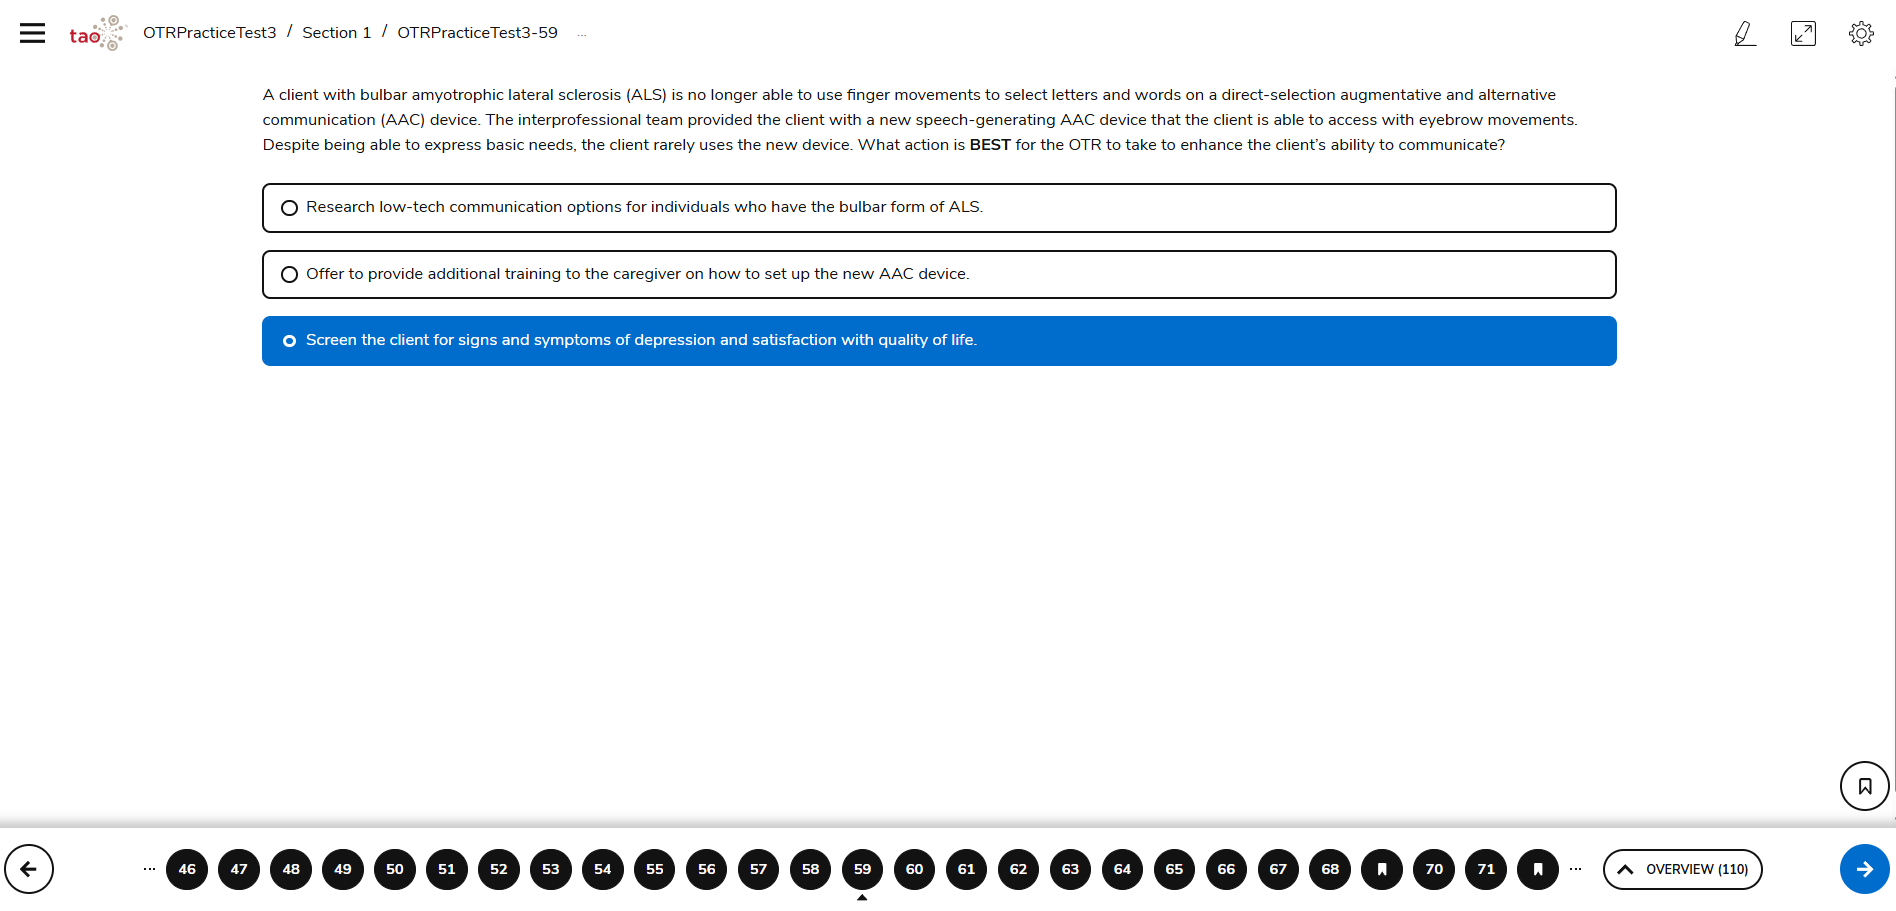 tao
OTRPracticeTest3 / Section 1 / OTRPracticeTest3-59 ...
A client with bulbar amyotrophic lateral sclerosis (ALS) is no longer able to use finger movements to select letters and words on a direct-selection augmentative and alternative
communication (AAC) device. The interprofessional team provided the client with a new speech-generating AAC device that the client is able to access with eyebrow movements.
Despite being able to express basic needs, the client rarely uses the new device. What action is BEST for the OTR to take to enhance the client's ability to communicate?
Research low-tech communication options for individuals who have the bulbar form of ALS.
Offer to provide additional training to the caregiver on how to set up the new AAC device.
Screen the client for signs and symptoms of depression and satisfaction with quality of life.
... 46 47 48 49 50 51 52 53 54 55 56 57 58 59 60 61 62 63 64 65 66 67 68 70 71 ... OVERVIEW (110)